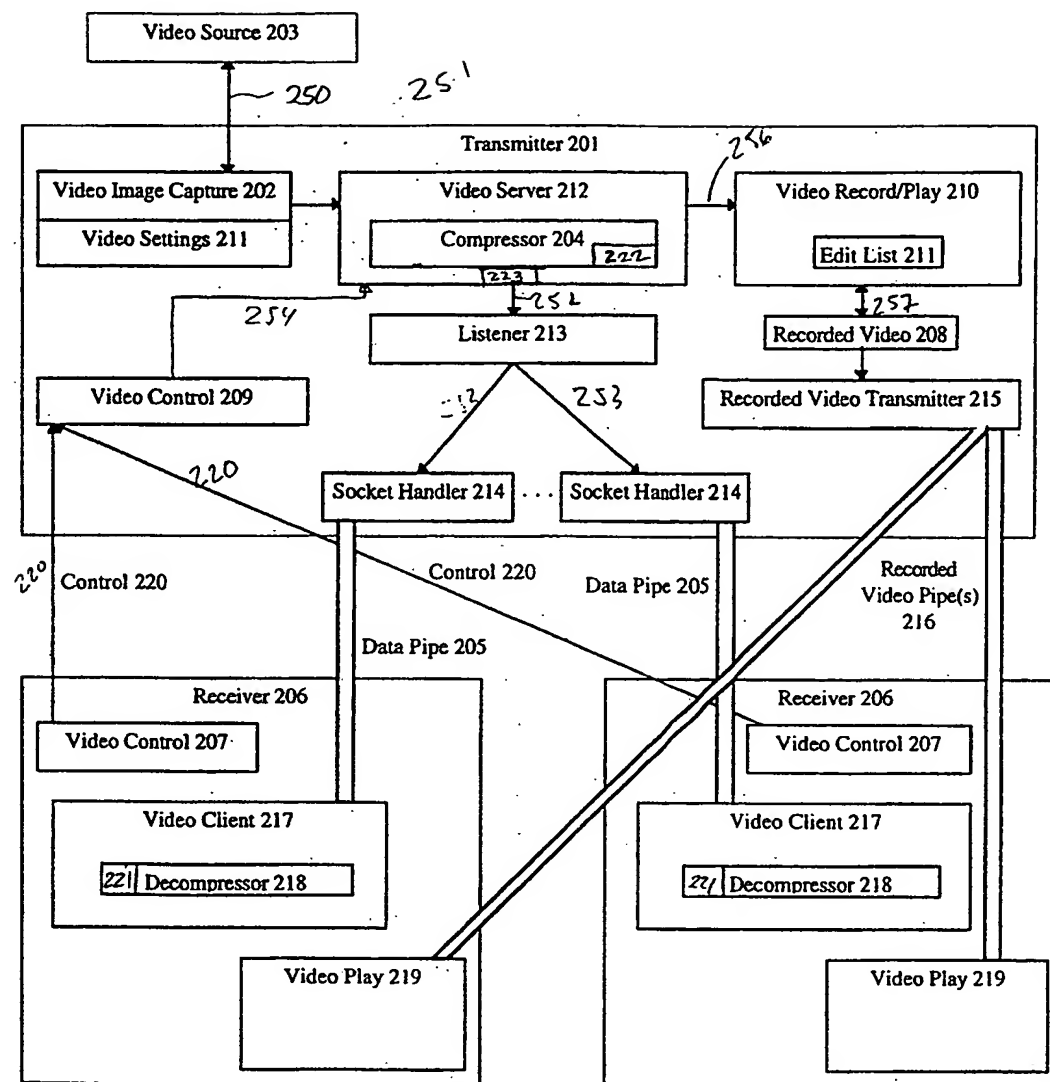 Video Source 203
250
251
Transmitter 201
256
Video Image Capture 202
Video Settings 211
Video Server 212
Compressor 204
222
223
Video Record/Play 210
Edit List 211
254
252
257
Listener 213
Recorded Video 208
Video Control 209
253
Recorded Video Transmitter 215
220
Socket Handler 214
...
Socket Handler 214
220
Control 220
Control 220
Data Pipe 205
Recorded
Video Pipe(s)
216
Data Pipe 205
Receiver 206
Receiver 206
Video Control 207
Video Control 207
Video Client 217
Video Client 217
221
Decompressor 218
221
Decompressor 218
Video Play 219
Video Play 219